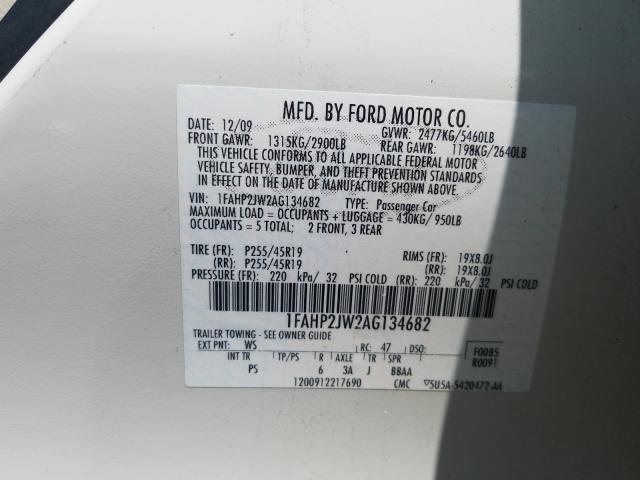 MFD. BY FORD MOTOR CO.
DATE: 12/09 GVWR: 2477KG/5460LB
FRONT GAWR: 1315KG/2900LB REAR GAWR: 1198KG/2640LB
THIS VEHICLE CONFORMS TO ALL APPLICABLE FEDERAL MOTOR
VEHICLE SAFETY, BUMPER, AND THEFT PREVENTION STANDARDS
IN EFFECT ON THE DATE OF MANUFACTURE SHOWN ABOVE.
VIN: 1FAHP2JW2AG134682 TYPE: Passenger Car
MAXIMUM LOAD = OCCUPANTS + LUGGAGE = 430KG/ 950LB
OCCUPANTS = 5 TOTAL; 2 FRONT, 3 REAR
TIRE (FR): P255/45R19 RIMS (FR): 19X8.0J
(RR): P255/45R19 (RR): 19X8.0J
PRESSURE (FR): 220 kPa/ 32 PSI COLD (RR): 220 kPa/ 32 PSI COLD
1FAHP2JW2AG134682
TRAILER TOWING - SEE OWNER GUIDE
EXT PNT: WS RC: 47 DSO: F0085
R0091
INT TR TP/PS R AXLE TR SPR
6 3A J BBAA
1200912217690 CMC 5U5A-5420472-AA